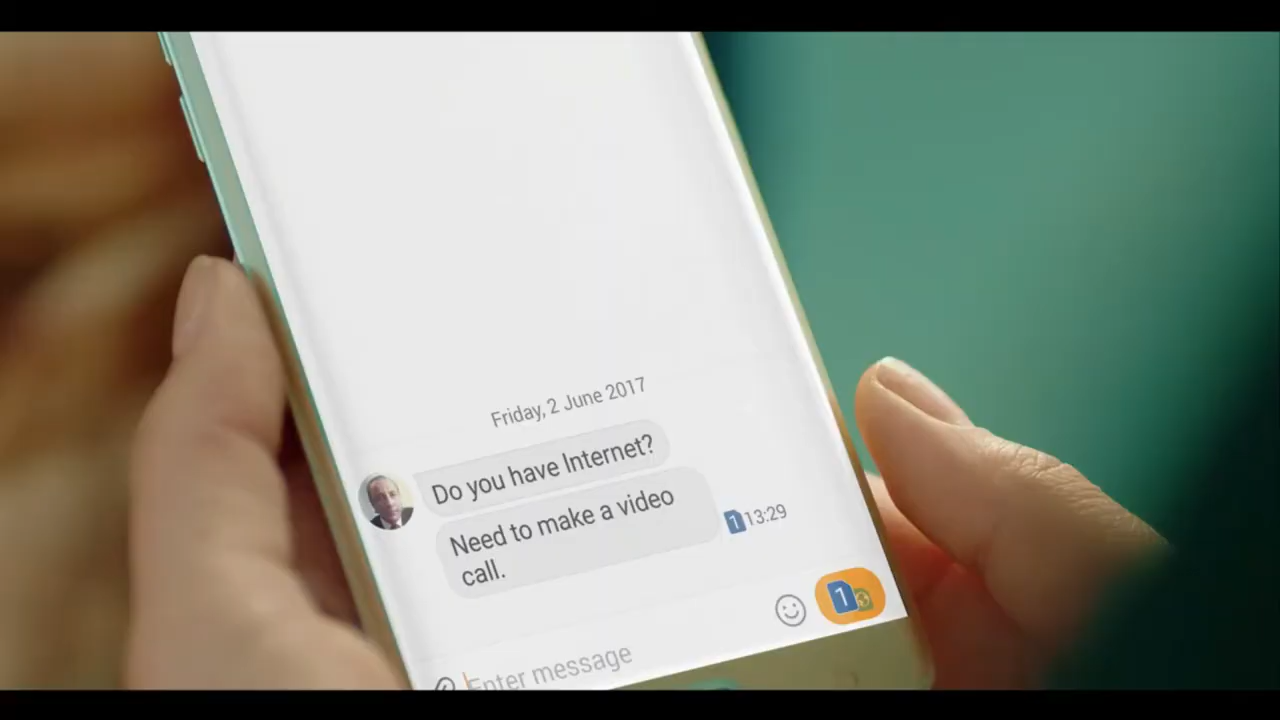 Friday, 2 June 2017
Do you have Internet?
Need to make a video
call.
1 13:29
1
Enter message